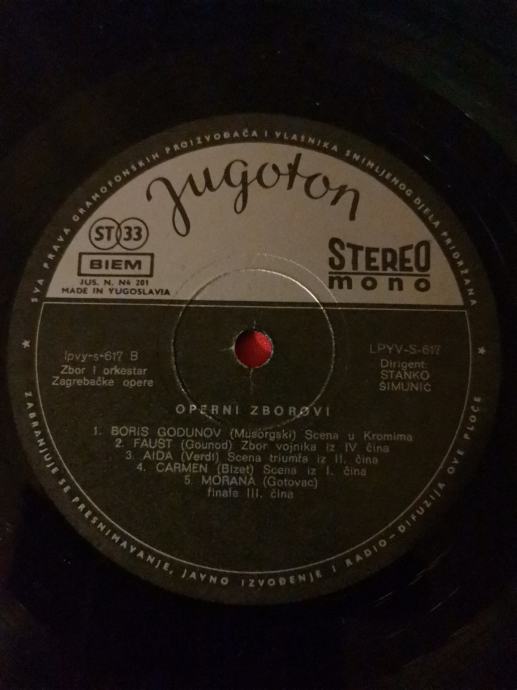 SVA PRAVA GRAMOFONSKIH PROIZVOĐAČA I VLASNIKA SNIMLJENOG DJELA PRIDRŽANA
Jugoton
ST 33
BIEM
JUS. N. N4 201
MADE IN YUGOSLAVIA
STEREO
mono
lpvy-s-617 B
Zbor i orkestar
Zagrebačke opere
LPYV-S-617
Dirigent:
STANKO
ŠIMUNIĆ
OPERNI ZBOROVI
1. BORIS GODUNOV (Musorgski) Scena u Kromima
2. FAUST (Gounod) Zbor vojnika iz IV čina
3. AIDA (Verdi) Scena triumfa iz II. čina
4. CARMEN (Bizet) Scena iz I. čina
5. MORANA (Gotovac)
finale III. čina
ZABRANJUJE SE PRESNIMAVANJE, JAVNO IZVOĐENJE I RADIO-DIFUZIJA OVE PLOČE